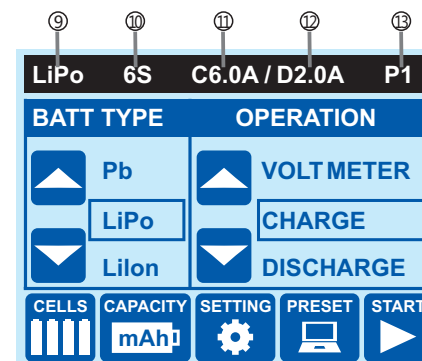 ⑨ ⑩ ⑪ ⑫ ⑬
LiPo 6S C6.0A / D2.0A P1
BATT TYPE OPERATION
Pb VOLT METER
LiPo CHARGE
LiIon DISCHARGE
CELLS CAPACITY SETTING PRESET START
mAh